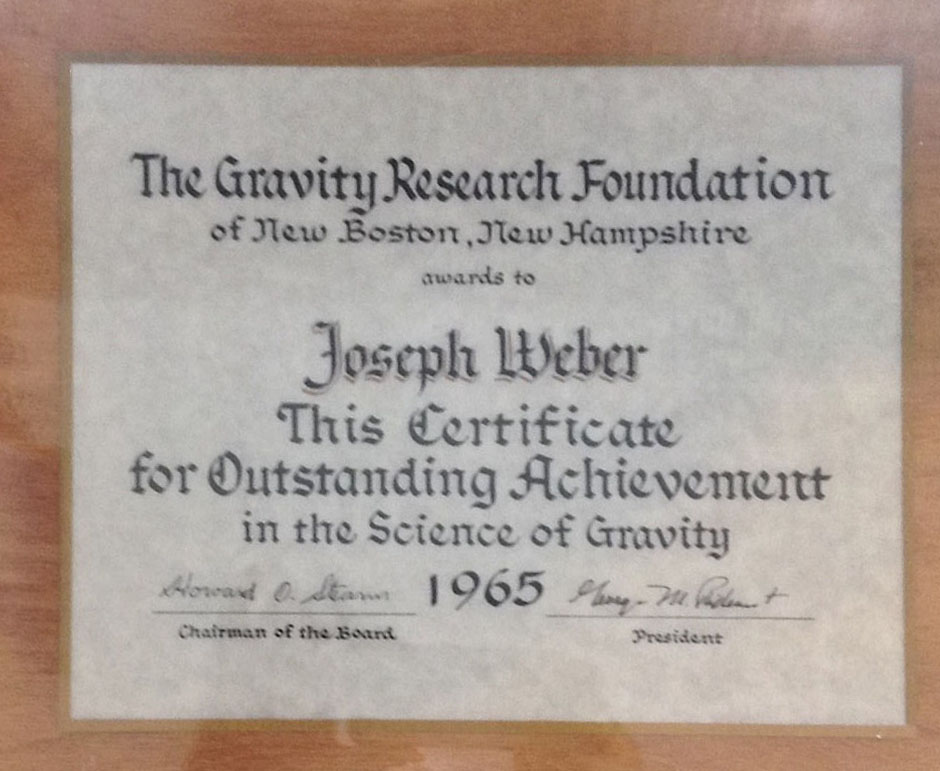 The Gravity Research Foundation
of New Boston, New Hampshire
awards to
Joseph Weber
This Certificate
for Outstanding Achievement
in the Science of Gravity
Howard O. 1965 M.
Chairman of the Board President